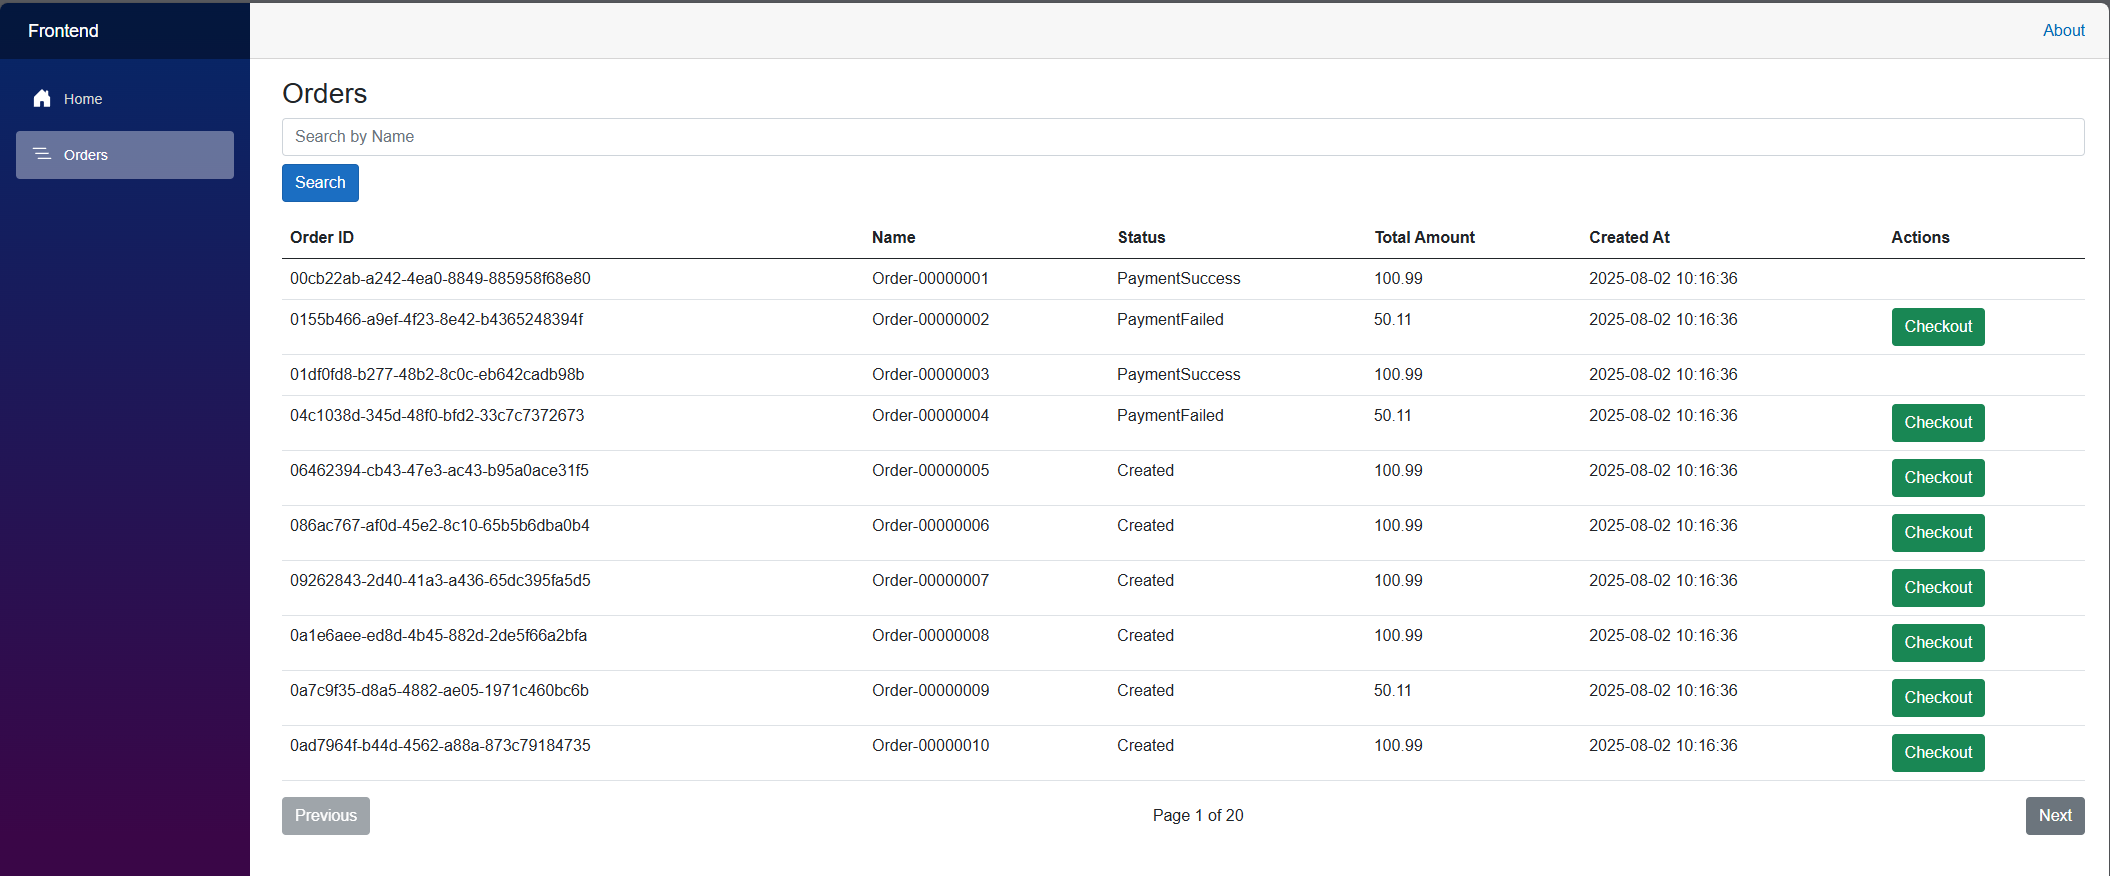 Frontend
About
Home
Orders
Orders
Search by Name
Search
Order ID Name Status Total Amount Created At Actions
00cb22ab-a242-4ea0-8849-885958f68e80 Order-00000001 PaymentSuccess 100.99 2025-08-02 10:16:36
0155b466-a9ef-4f23-8e42-b4365248394f Order-00000002 PaymentFailed 50.11 2025-08-02 10:16:36 Checkout
01df0fd8-b277-48b2-8c0c-eb642cadb98b Order-00000003 PaymentSuccess 100.99 2025-08-02 10:16:36
04c1038d-345d-48f0-bfd2-33c7c7372673 Order-00000004 PaymentFailed 50.11 2025-08-02 10:16:36 Checkout
06462394-cb43-47e3-ac43-b95a0ace31f5 Order-00000005 Created 100.99 2025-08-02 10:16:36 Checkout
086ac767-af0d-45e2-8c10-65b5b6dba0b4 Order-00000006 Created 100.99 2025-08-02 10:16:36 Checkout
09262843-2d40-41a3-a436-65dc395fa5d5 Order-00000007 Created 100.99 2025-08-02 10:16:36 Checkout
0a1e6aee-ed8d-4b45-882d-2de5f66a2bfa Order-00000008 Created 100.99 2025-08-02 10:16:36 Checkout
0a7c9f35-d8a5-4882-ae05-1971c460bc6b Order-00000009 Created 50.11 2025-08-02 10:16:36 Checkout
0ad7964f-b44d-4562-a88a-873c79184735 Order-00000010 Created 100.99 2025-08-02 10:16:36 Checkout
Previous Page 1 of 20 Next